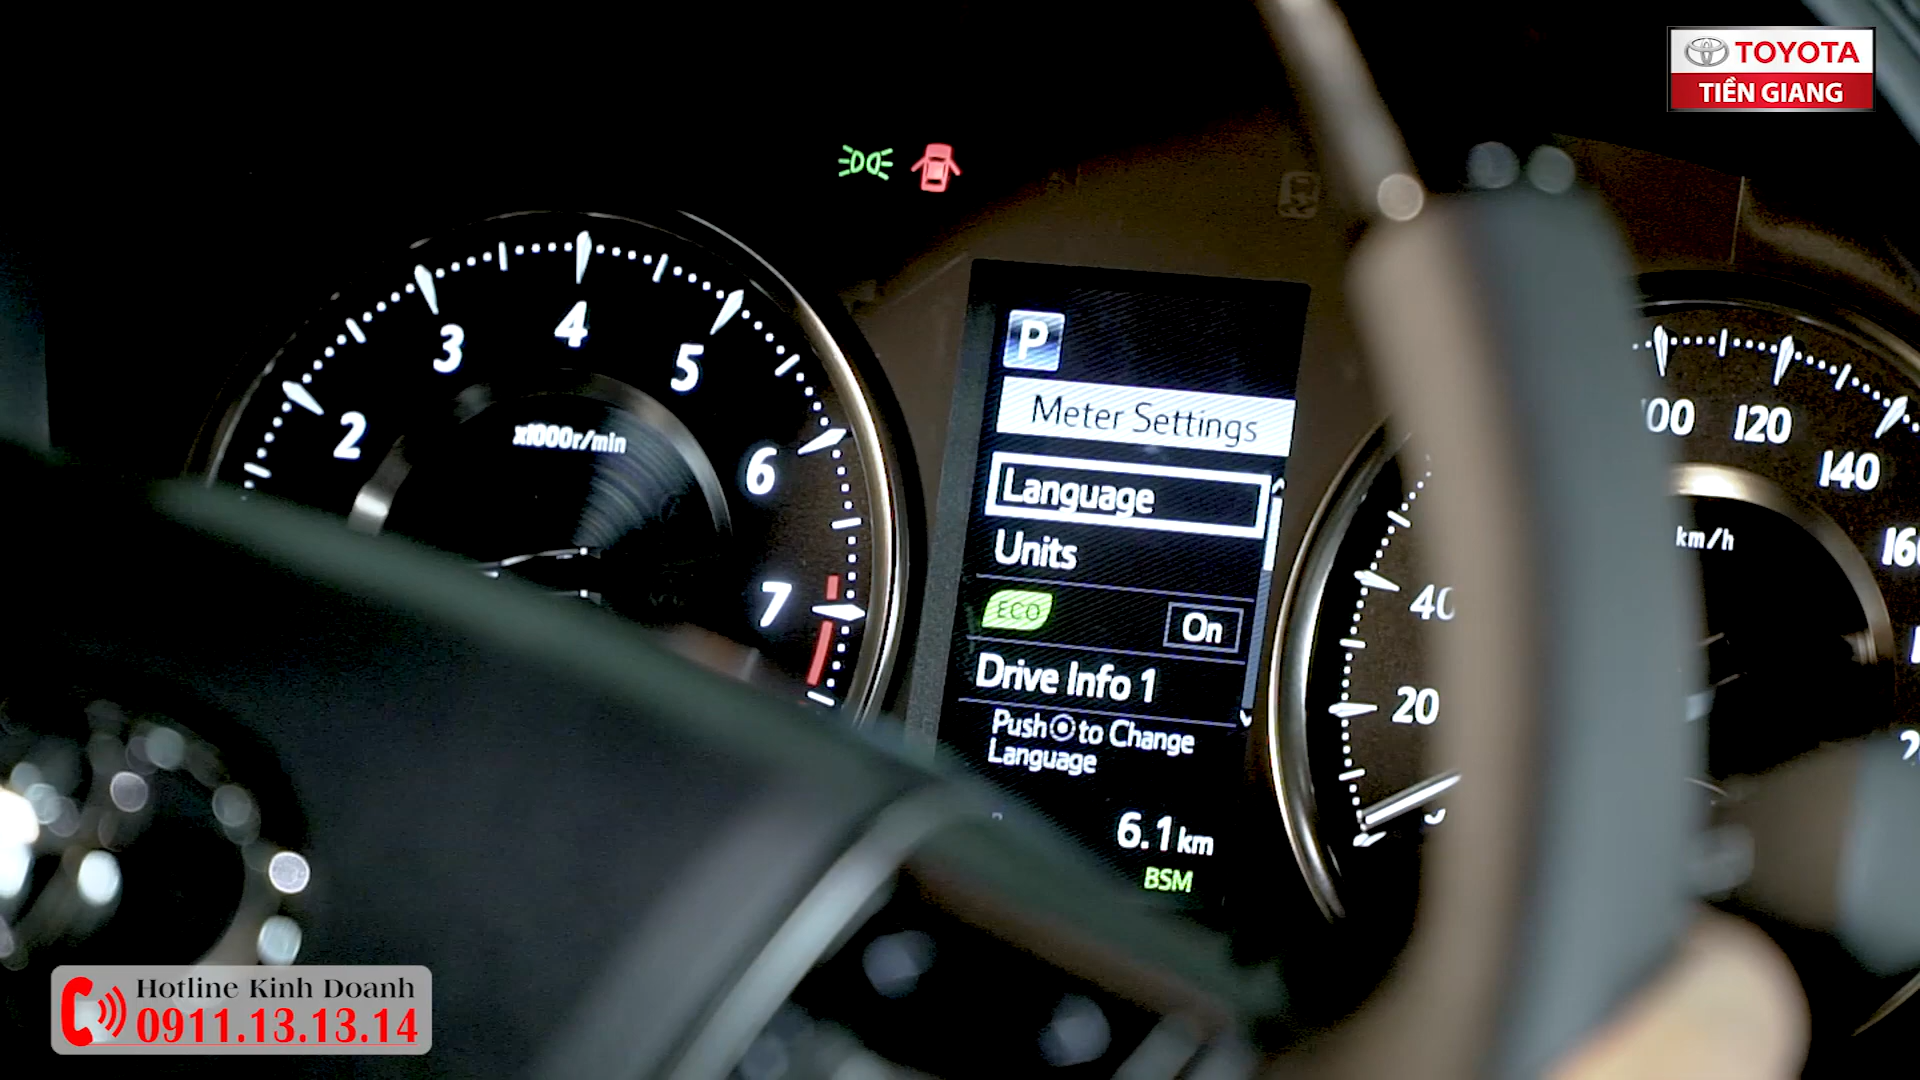 TOYOTA
TIỀN GIANG
2
3
4
5
6
7
x1000r/min
P
Meter Settings
Language
Units
ECO
On
Drive Info 1
Push to Change
Language
6.1 km
BSM
20
40
120
140
km/h
Hotline Kinh Doanh
0911.13.13.14